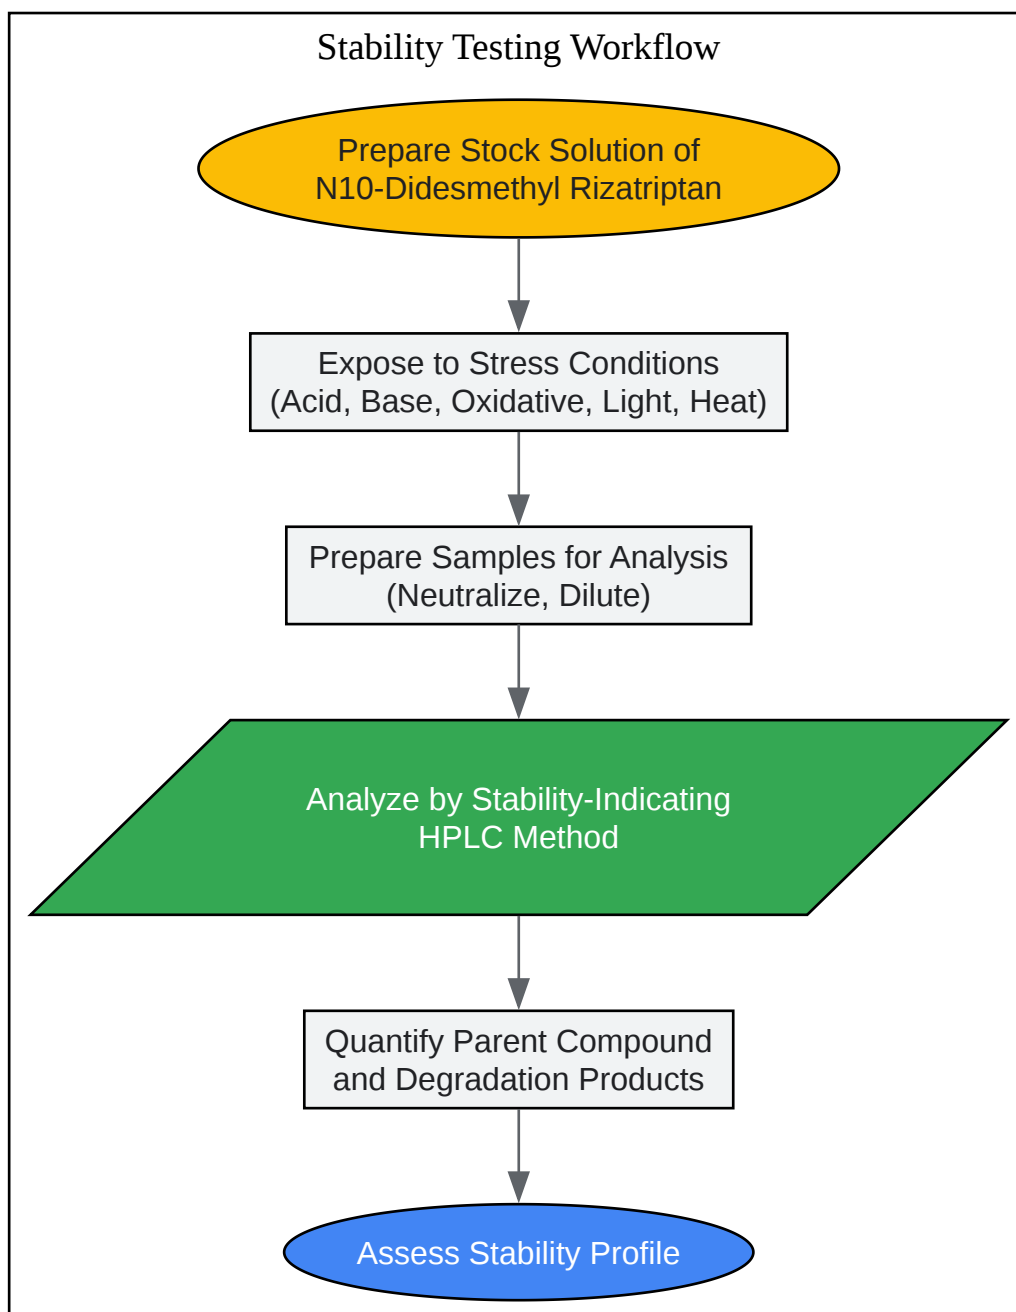 Stability Testing Workflow
Prepare Stock Solution of
N10-Didesmethyl Rizatriptan
Expose to Stress Conditions
(Acid, Base, Oxidative, Light, Heat)
Prepare Samples for Analysis
(Neutralize, Dilute)
Analyze by Stability-Indicating
HPLC Method
Quantify Parent Compound
and Degradation Products
Assess Stability Profile